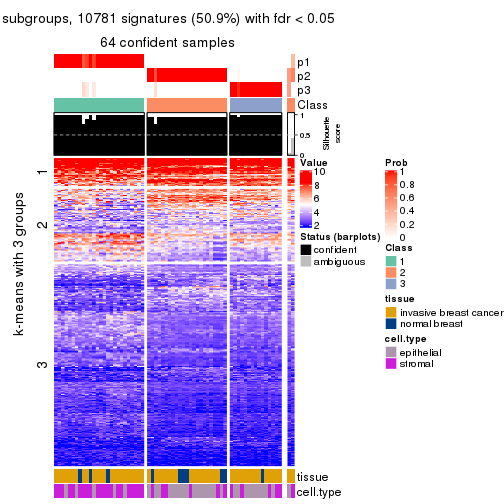 subgroups, 10781 signatures (50.9%) with fdr < 0.05
64 confident samples
p1
p2
p3
Class
1
0.5
0
Silhouette
score
k-means with 3 groups
1
2
3
Value
10
8
6
4
2
Status (barplots)
confident
ambiguous
Prob
1
0.8
0.6
0.4
0.2
0
Class
1
2
3
tissue
invasive breast cancer
normal breast
cell.type
epithelial
stromal
tissue
cell.type